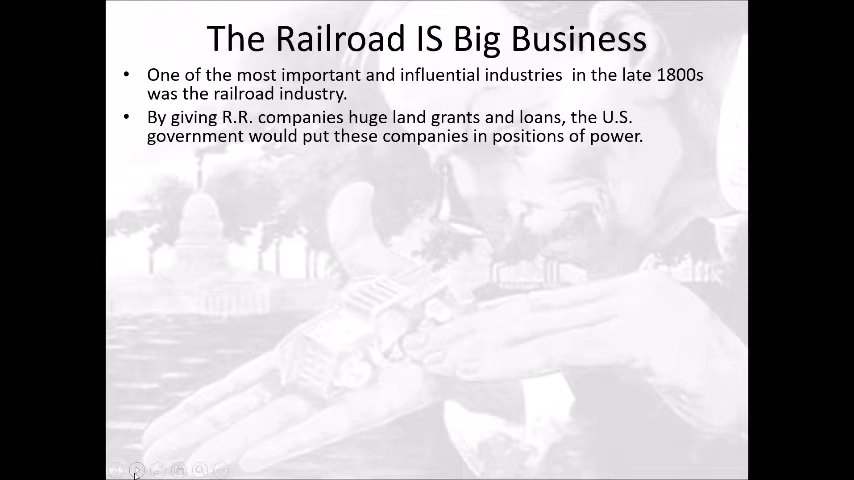 The Railroad IS Big Business
• One of the most important and influential industries  in the late 1800s
was the railroad industry.
• By giving R.R. companies huge land grants and loans, the U.S.
government would put these companies in positions of power.